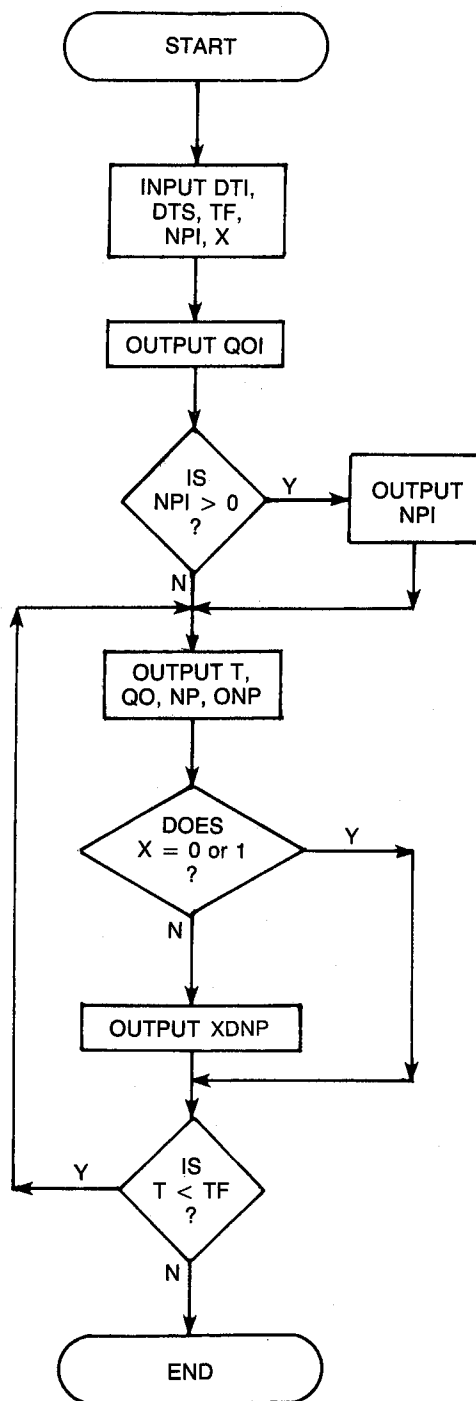 START
INPUT DTI,
DTS, TF,
NPI, X
OUTPUT QOI
IS
NPI > 0
?
Y
OUTPUT
NPI
N
OUTPUT T,
QO, NP, ONP
DOES
X = 0 or 1
?
Y
N
OUTPUT XDNP
IS
T < TF
?
Y
N
END